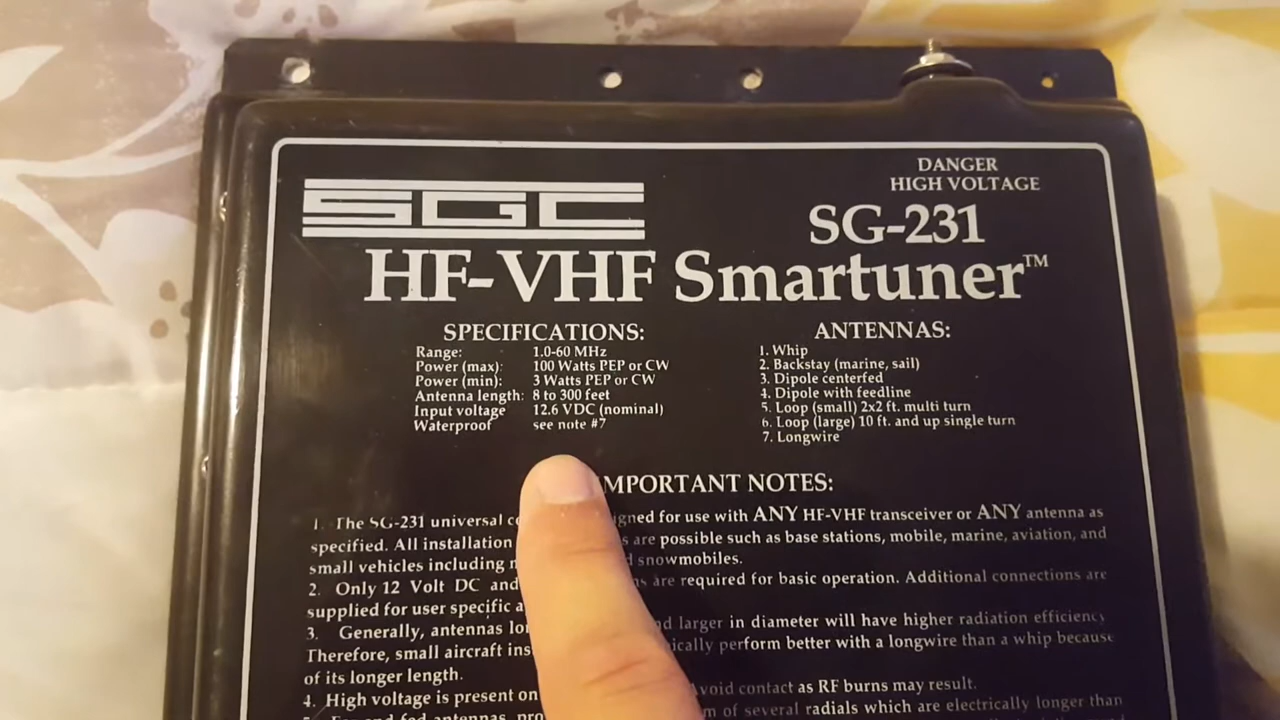 DANGER
HIGH VOLTAGE
SGC
SG-231
HF-VHF Smartuner™
SPECIFICATIONS:
Range: 1.0-60 MHz
Power (max): 100 Watts PEP or CW
Power (min): 3 Watts PEP or CW
Antenna length: 8 to 300 feet
Input voltage 12.6 VDC (nominal)
Waterproof see note #7
ANTENNAS:
1. Whip
2. Backstay (marine, sail)
3. Dipole centerfed
4. Dipole with feedline
5. Loop (small) 2x2 ft. multi turn
6. Loop (large) 10 ft. and up single turn
7. Longwire
IMPORTANT NOTES:
1. The SG-231 universal for use with ANY HF-VHF transceiver or ANY antenna as
specified. All installation are possible such as base stations, mobile, marine, aviation, and
small vehicles including snowmobiles.
2. Only 12 Volt DC and are required for basic operation. Additional connections are
supplied for user specific
3. Generally, antennas larger in diameter will have higher radiation efficiency
Therefore, small aircraft perform better with a longwire than a whip because
of its longer length.
4. High voltage is present on contact as RF burns may result.
of several radials which are electrically longer than